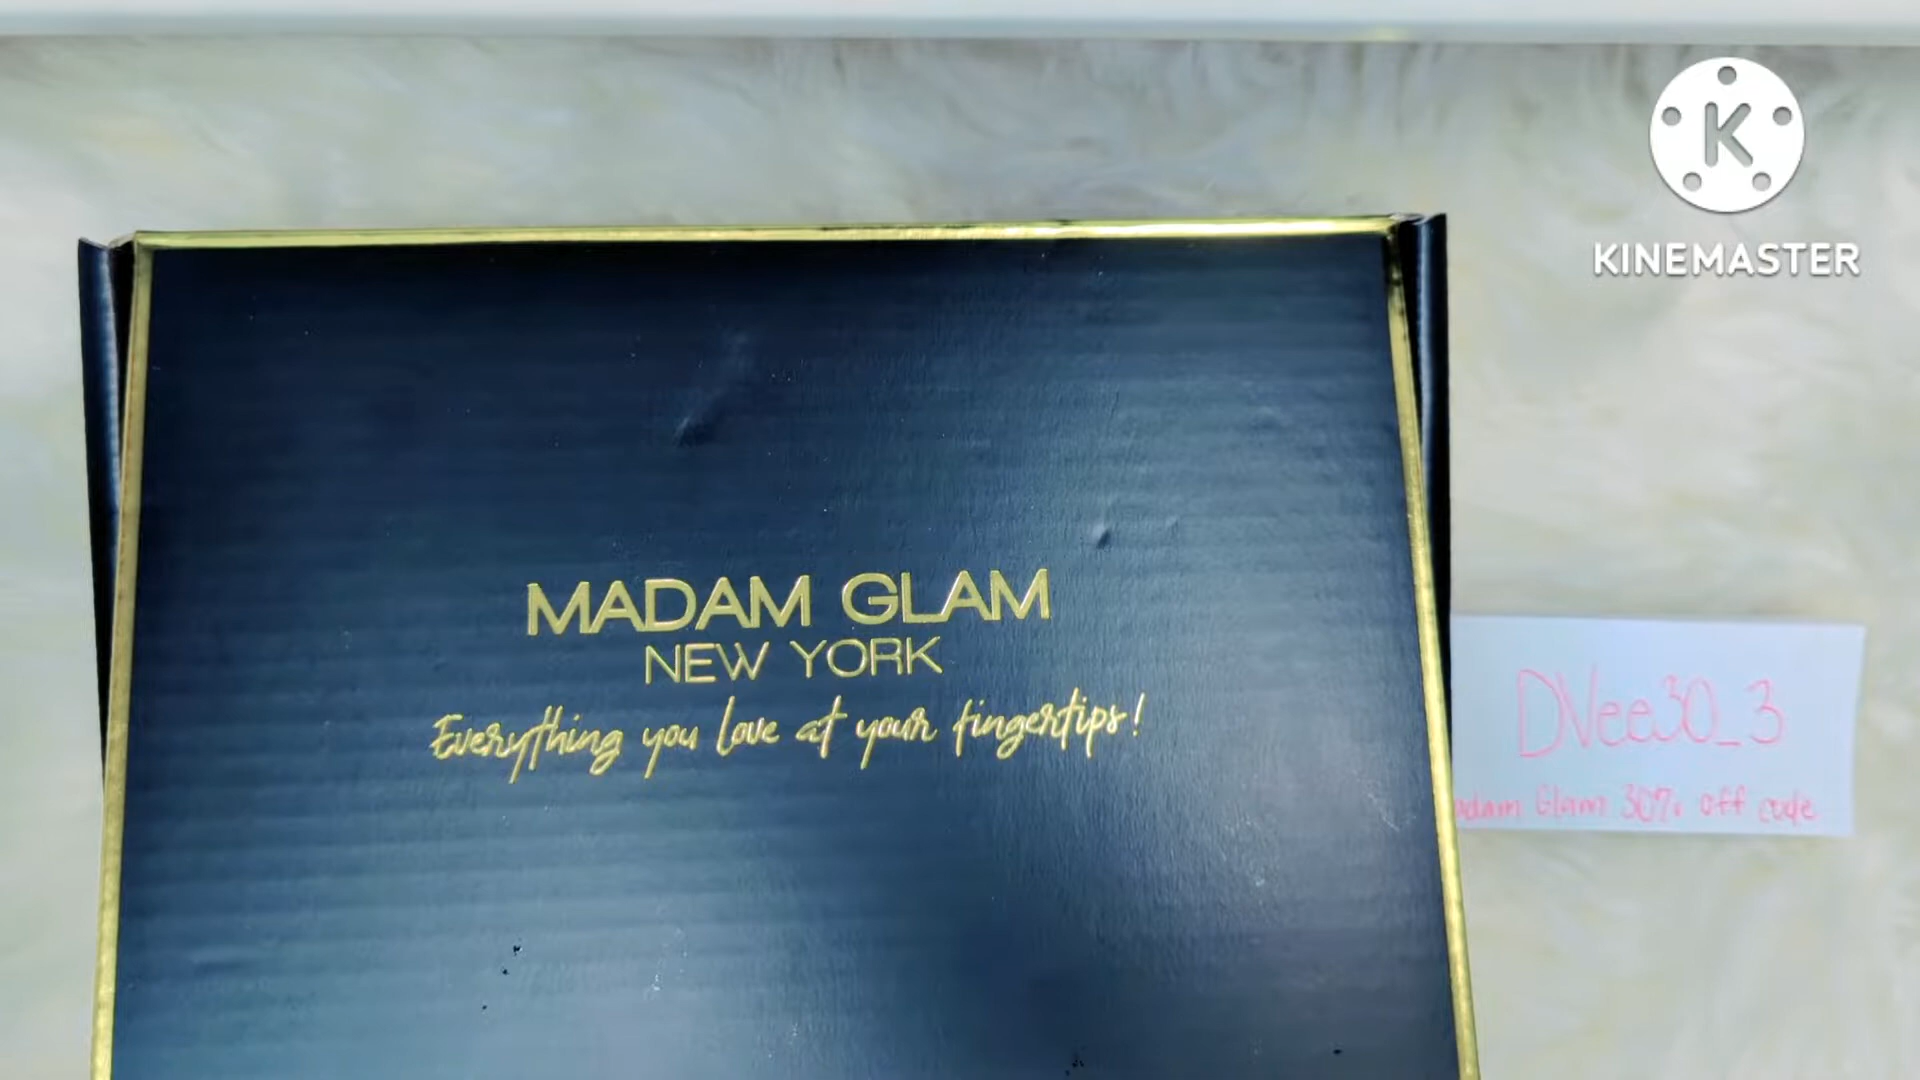 K
KINEMASTER
MADAM GLAM
NEW YORK
Everything you love at your fingertips!
DVee30_3
adam Glam 30% off code